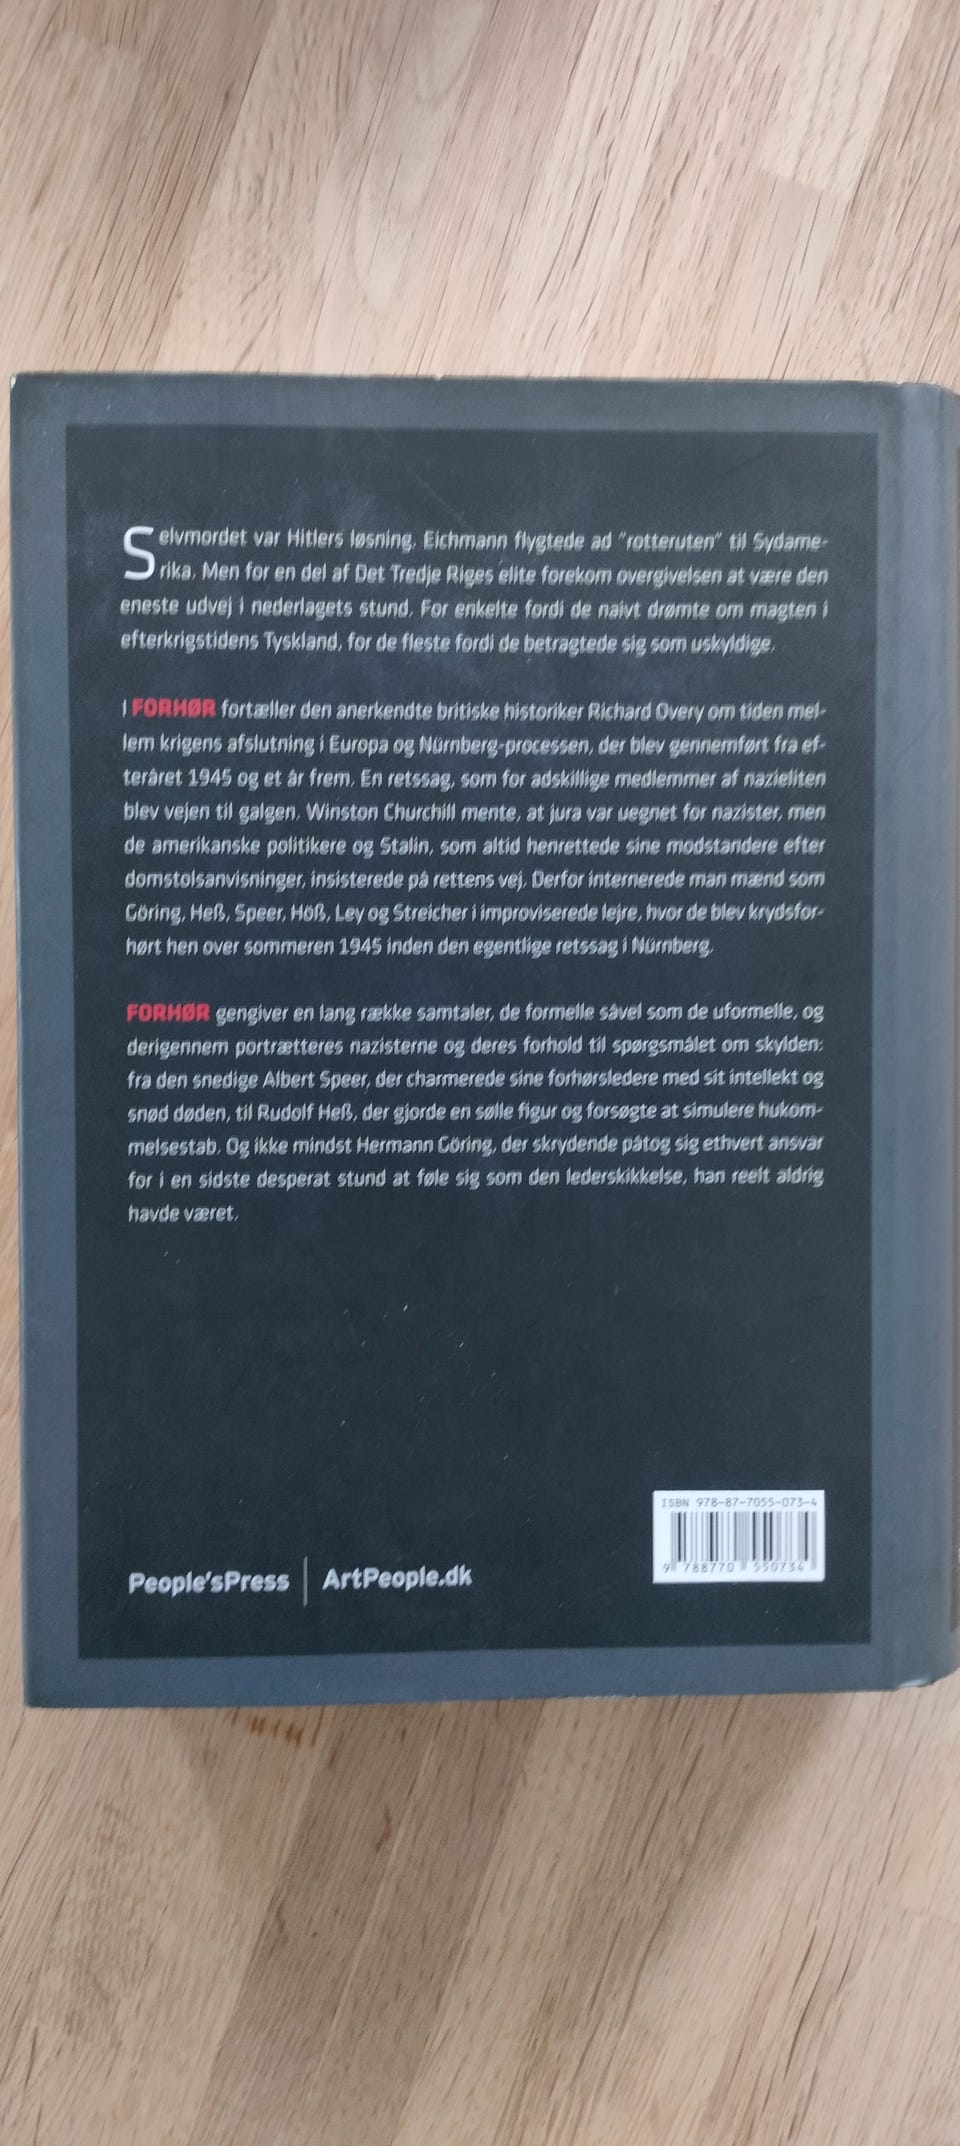 Selvmordet var Hitlers løsning. Eichmann flygtede ad "rotteruten" til Sydame-
rika. Men for en del af Det Tredje Riges elite forekom overgivelsen at være den
eneste udvej i nederlagets stund. For enkelte fordi de naivt drømte om magten i
efterkrigstidens Tyskland, for de fleste fordi de betragtede sig som uskyldige.
I FORHØR fortæller den anerkendte britiske historiker Richard Overy om tiden mel-
lem krigens afslutning i Europa og Nürnberg-processen, der blev gennemført fra ef-
teråret 1945 og et år frem. En retssag, som for adskillige medlemmer af nazieliten
blev vejen til galgen. Winston Churchill mente, at jura var uegnet for nazister, men
de amerikanske politikere og Stalin, som altid henrettede sine modstandere efter
domstolsanvisninger, insisterede på rettens vej. Derfor internerede man mænd som
Göring, Heß, Speer, Höß, Ley og Streicher i improviserede lejre, hvor de blev krydsfor-
hørt hen over sommeren 1945 inden den egentlige retssag i Nürnberg.
FORHØR gengiver en lang række samtaler, de formelle såvel som de uformelle, og
derigennem portrætteres nazisterne og deres forhold til spørgsmålet om skylden:
fra den snedige Albert Speer, der charmerede sine forhørsledere med sit intellekt og
snød døden, til Rudolf Heß, der gjorde en sølle figur og forsøgte at simulere hukom-
melsestab. Og ikke mindst Hermann Göring, der skrydende påtog sig ethvert ansvar
for i en sidste desperat stund at føle sig som den lederskikkelse, han reelt aldrig
havde været.
ISBN 978-87-7055-073-4
9 788770 550734
People'sPress | ArtPeople.dk